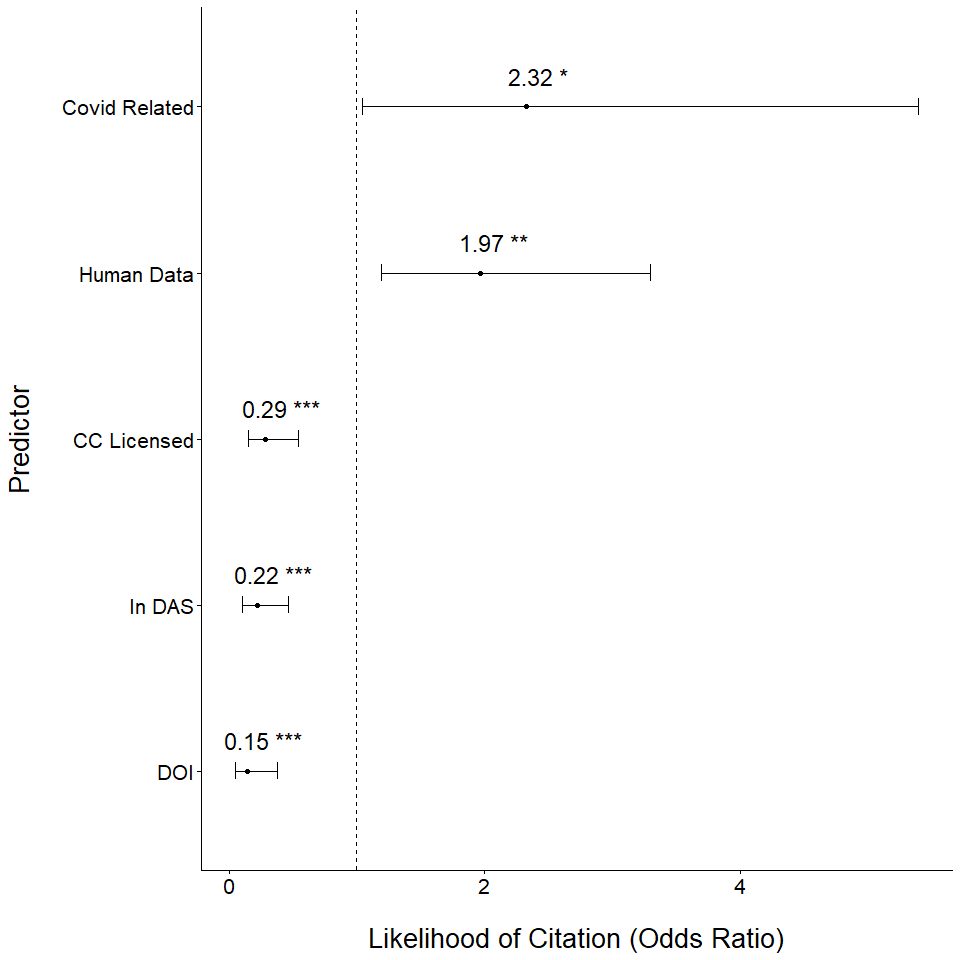 2.32 *
Covid Related
1.97 **
Human Data
0.29 ***
CC Licensed
0.22 ***
In DAS
0.15 ***
DOI
Predictor
0 2 4
Likelihood of Citation (Odds Ratio)